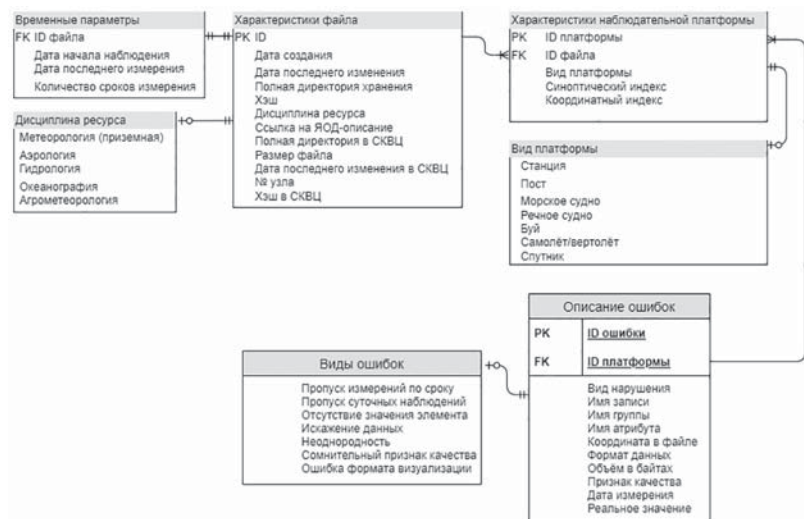 Временные параметры
FK ID файла
Дата начала наблюдения
Дата последнего измерения
Количество сроков измерения
Дисциплина ресурса
Метеорология (приземная)
Аэрология
Гидрология
Океанография
Агрометеорология
Характеристики файла
PK ID
Дата создания
Дата последнего изменения
Полная директория хранения
Хэш
Дисциплина ресурса
Ссылка на ЯОД-описание
Полная директория в СКВЦ
Размер файла
Дата последнего изменения в СКВЦ
№ узла
Хэш в СКВЦ
Характеристики наблюдательной платформы
PK ID платформы
FK ID файла
Вид платформы
Синоптический индекс
Координатный индекс
Вид платформы
Станция
Пост
Морское судно
Речное судно
Буй
Самолёт/вертолёт
Спутник
Виды ошибок
Пропуск измерений по сроку
Пропуск суточных наблюдений
Отсутствие значения элемента
Искажение данных
Неоднородность
Сомнительный признак качества
Ошибка формата визуализации
Описание ошибок
PK ID ошибки
FK ID платформы
Вид нарушения
Имя записи
Имя группы
Имя атрибута
Координата в файле
Формат данных
Объём в байтах
Признак качества
Дата измерения
Реальное значение